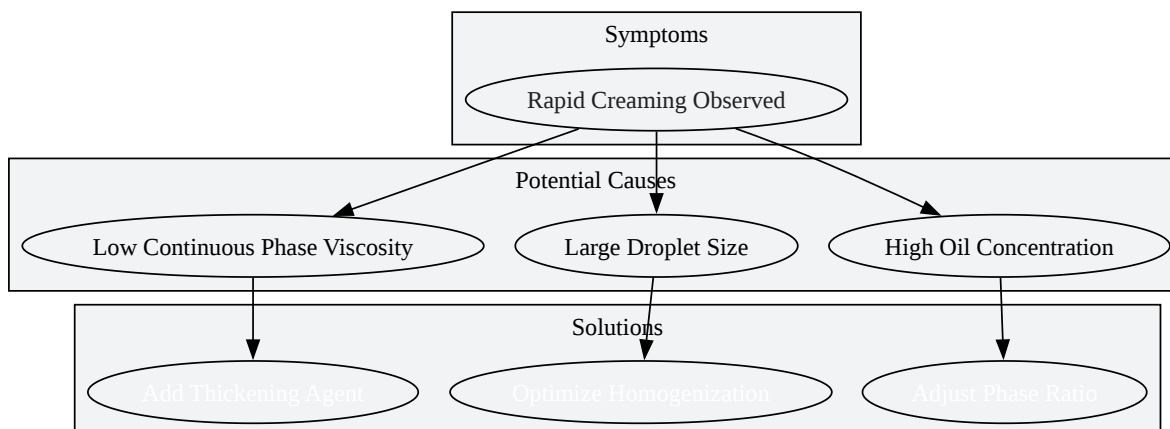 Symptoms
Rapid Creaming Observed
Potential Causes
Low Continuous Phase Viscosity
Large Droplet Size
High Oil Concentration
Solutions
Add Thickening Agent
Optimize Homogenization
Adjust Phase Ratio